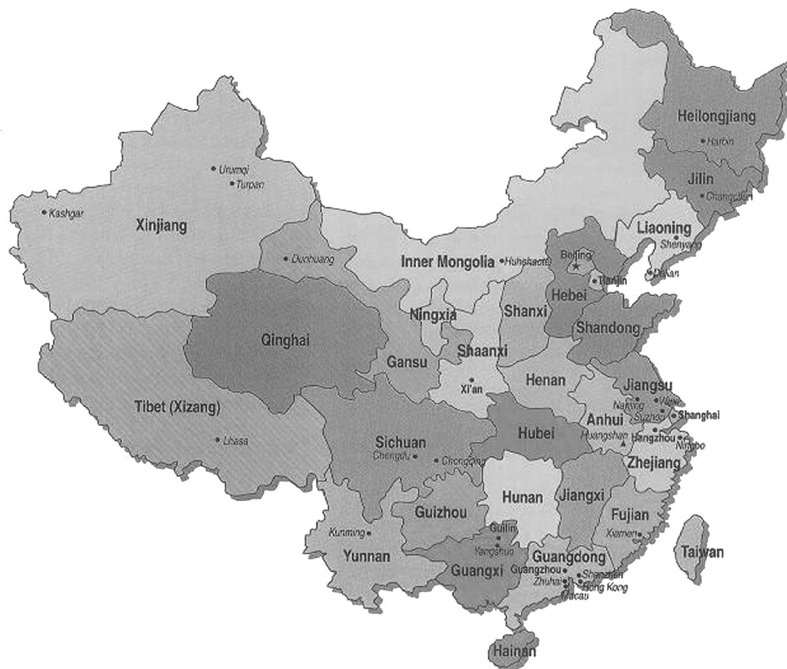 Heilongjiang
Harbin
Jilin
Changchun
Urumqi
Turpan
Kashgar
Xinjiang
Liaoning
Shenyang
Dunhuang
Inner Mongolia
Beijing
Dalian
Tianjin
Hebei
Ningxia
Shanxi
Shandong
Qinghai
Gansu
Shaanxi
Henan
Xi'an
Jiangsu
Tibet (Xizang)
Nanjing
Wuxi
Suzhou
Shanghai
Anhui
Huangshan
Hangzhou
Ningbo
Hubei
Lhasa
Sichuan
Chengdu
Chongqing
Zhejiang
Hunan
Jiangxi
Guizhou
Fujian
Guilin
Xiamen
Kunming
Yangshuo
Yunnan
Guangdong
Taiwan
Guangxi
Guangzhou
Shenzhen
Zhuhai
Hong Kong
Macau
Hainan